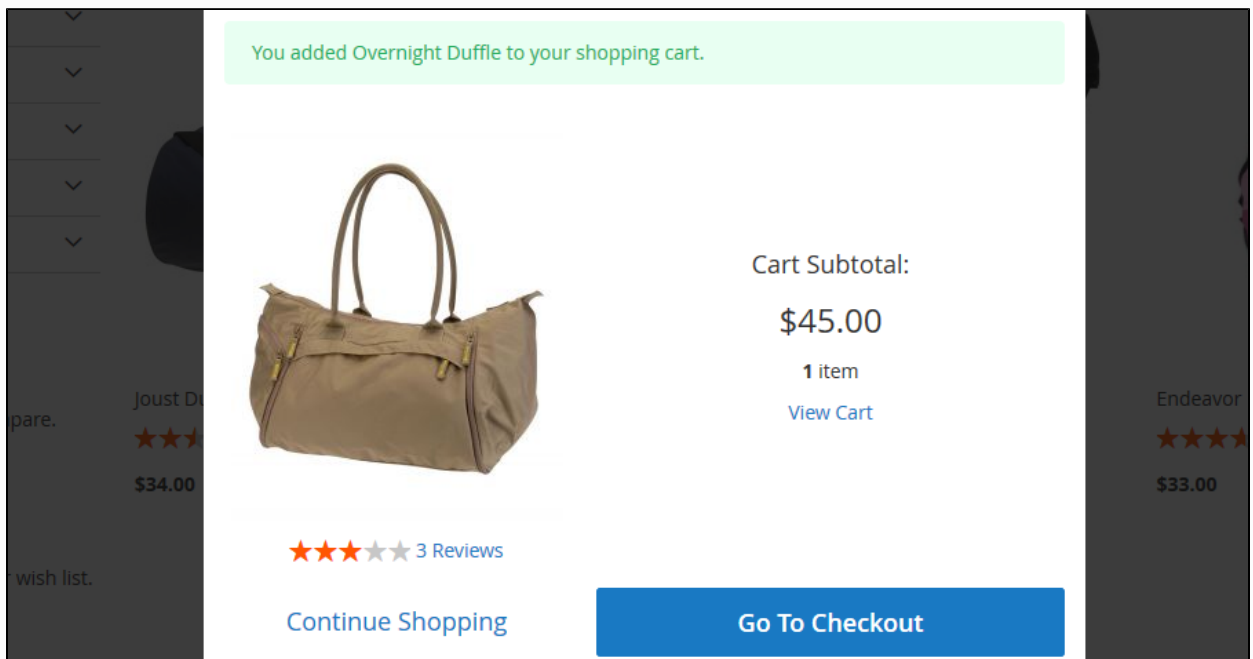 You added Overnight Duffle to your shopping cart.
Cart Subtotal:
$45.00
1 item
View Cart
Joust Du
Endeavor
pare.
$34.00
$33.00
3 Reviews
wish list.
Continue Shopping
Go To Checkout